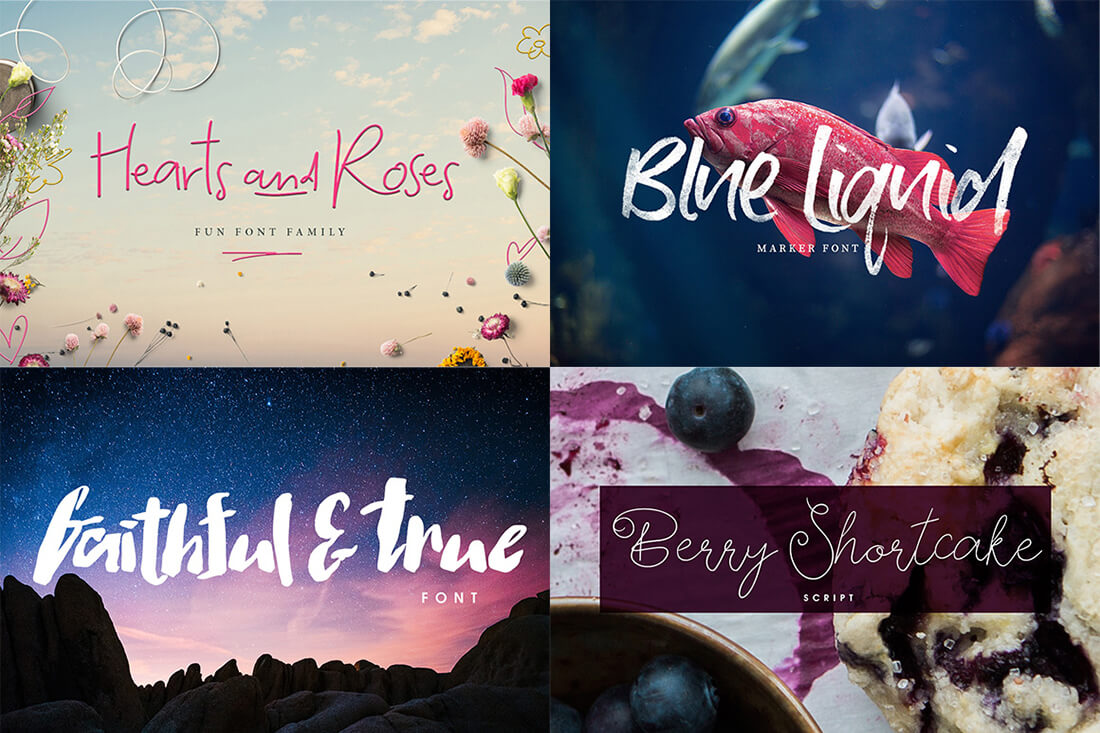 Hearts and Roses
FUN FONT FAMILY
Blue Liquid
MARKER FONT
faithful & true
FONT
Berry Shortcake
SCRIPT